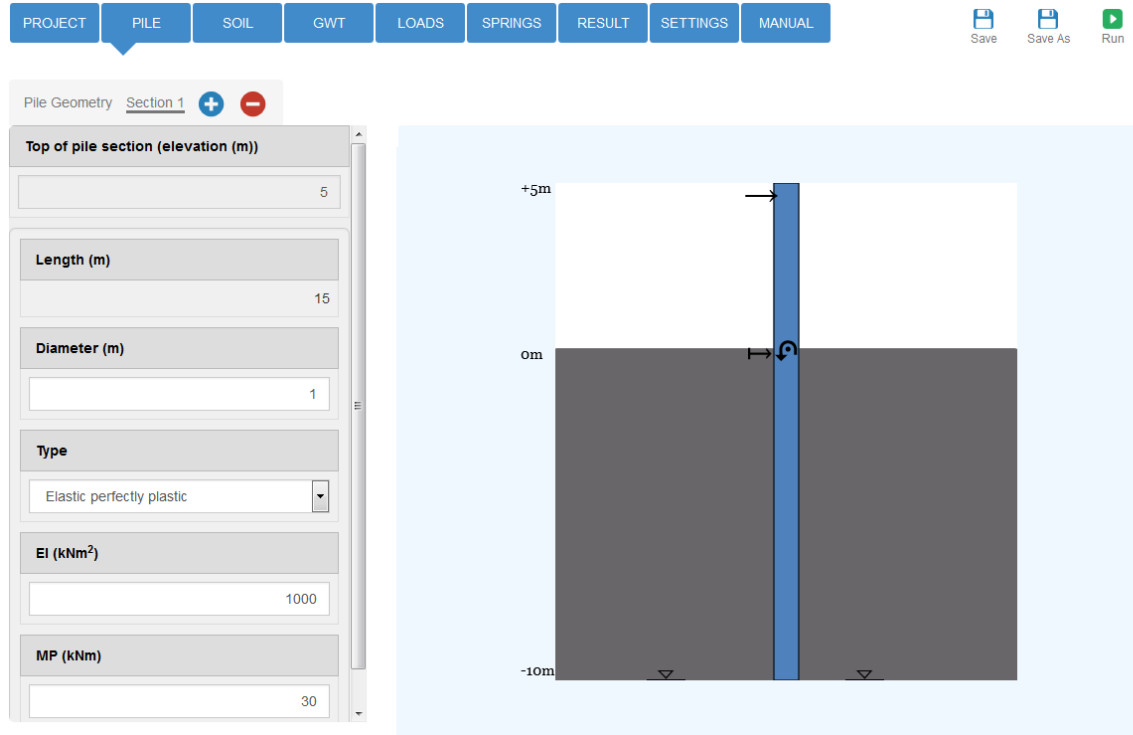 PROJECT PILE SOIL GWT LOADS SPRINGS RESULT SETTINGS MANUAL
Save Save As Run
Pile Geometry Section 1
Top of pile section (elevation (m))
5
Length (m)
15
Diameter (m)
1
Type
Elastic perfectly plastic
EI (kNm²)
1000
MP (kNm)
30
+5m
0m
-10m